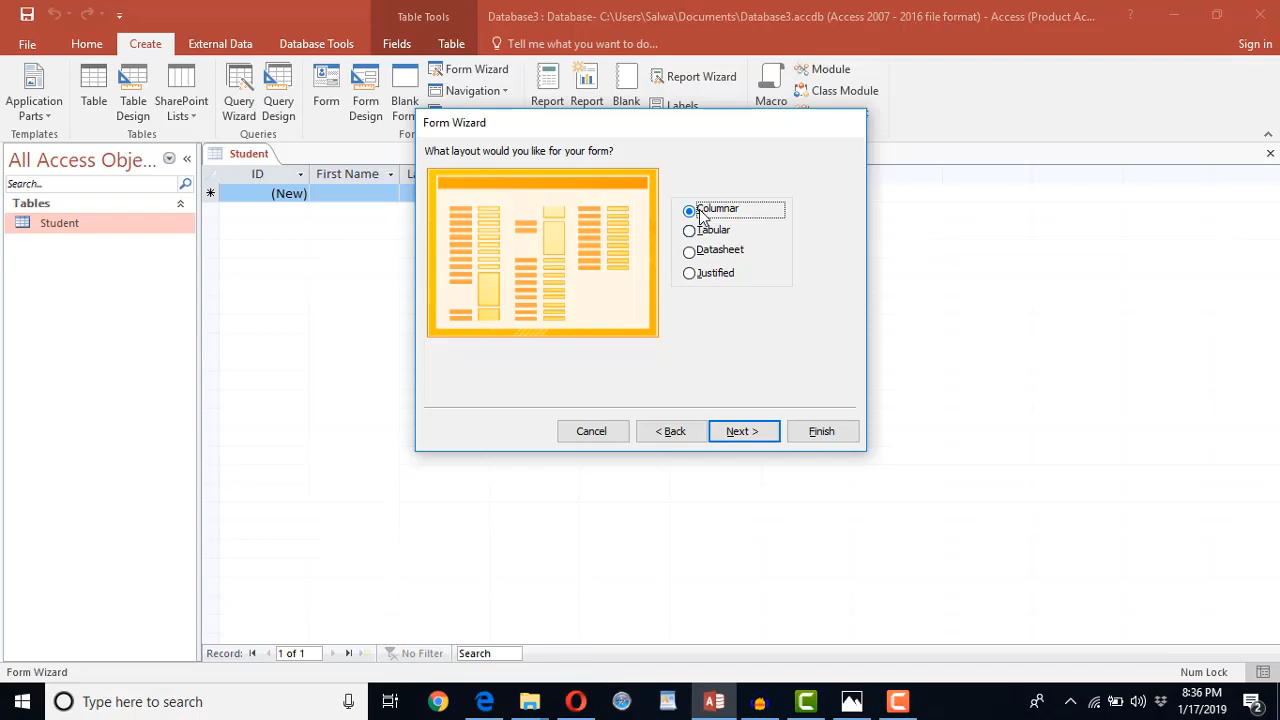 Table Tools
Database3 : Database- C:\Users\Salwa\Documents\Database3.accdb (Access 2007 - 2016 file format) - Access (Product Ac...
File Home Create External Data Database Tools Fields Table Tell me what you want to do... Sign in
Application Parts
Table
Table Design
SharePoint Lists
Query Wizard
Query Design
Form
Form Design
Blank
Form Wizard
Navigation
Report
Report
Blank
Report Wizard
Labels
Macro
Module
Class Module
Templates Tables Queries
All Access Obje...
Search...
Tables
Student
Student
ID First Name
(New)
Form Wizard
What layout would you like for your form?
Columnar
Tabular
Datasheet
Justified
Cancel < Back Next > Finish
Record: 1 of 1 No Filter Search
Form Wizard Num Lock
Type here to search
8:36 PM
1/17/2019
2